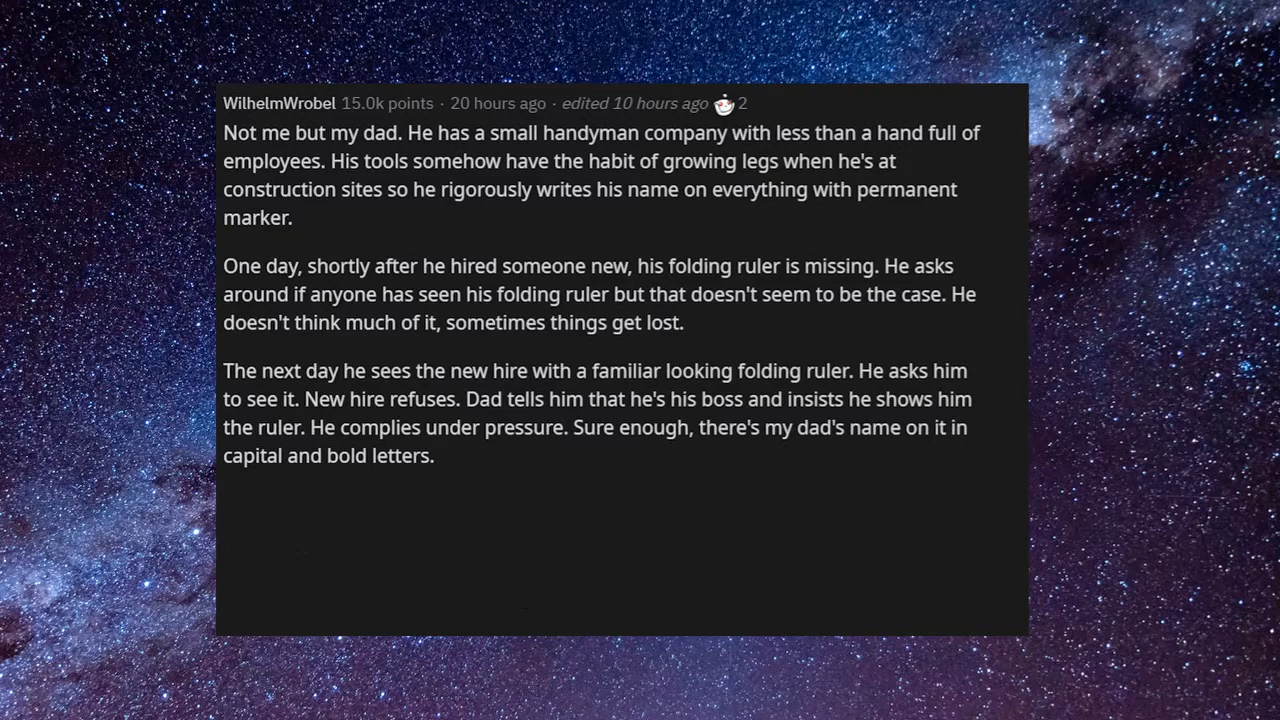 WilhelmWrobel 15.0k points · 20 hours ago · edited 10 hours ago 2
Not me but my dad. He has a small handyman company with less than a hand full of
employees. His tools somehow have the habit of growing legs when he's at
construction sites so he rigorously writes his name on everything with permanent
marker.
One day, shortly after he hired someone new, his folding ruler is missing. He asks
around if anyone has seen his folding ruler but that doesn't seem to be the case. He
doesn't think much of it, sometimes things get lost.
The next day he sees the new hire with a familiar looking folding ruler. He asks him
to see it. New hire refuses. Dad tells him that he's his boss and insists he shows him
the ruler. He complies under pressure. Sure enough, there's my dad's name on it in
capital and bold letters.